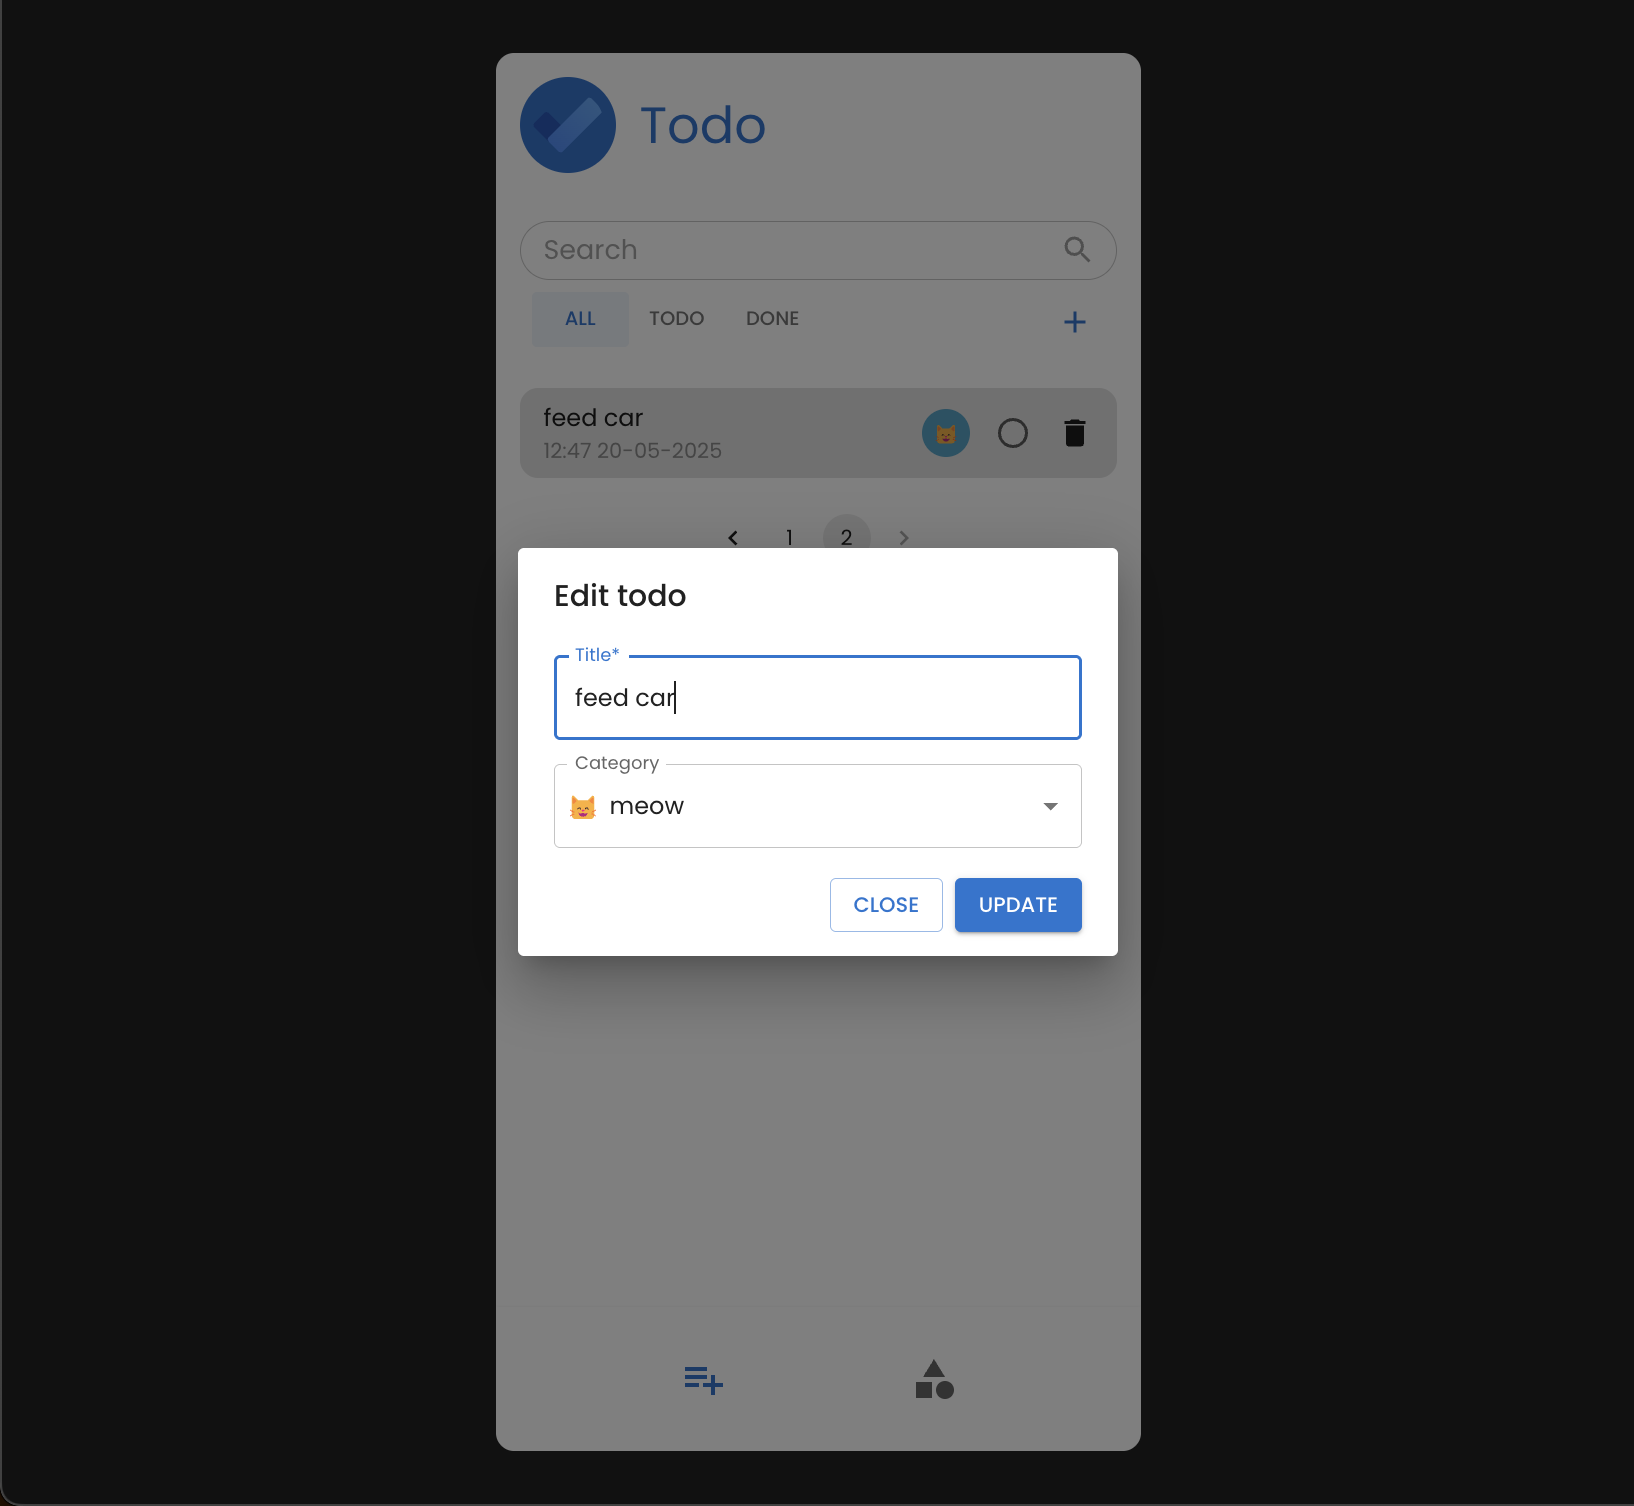 Todo
Search
ALL TODO DONE
feed car
12:47 20-05-2025
1 2
Edit todo
Title*
feed car
Category
meow
CLOSE UPDATE